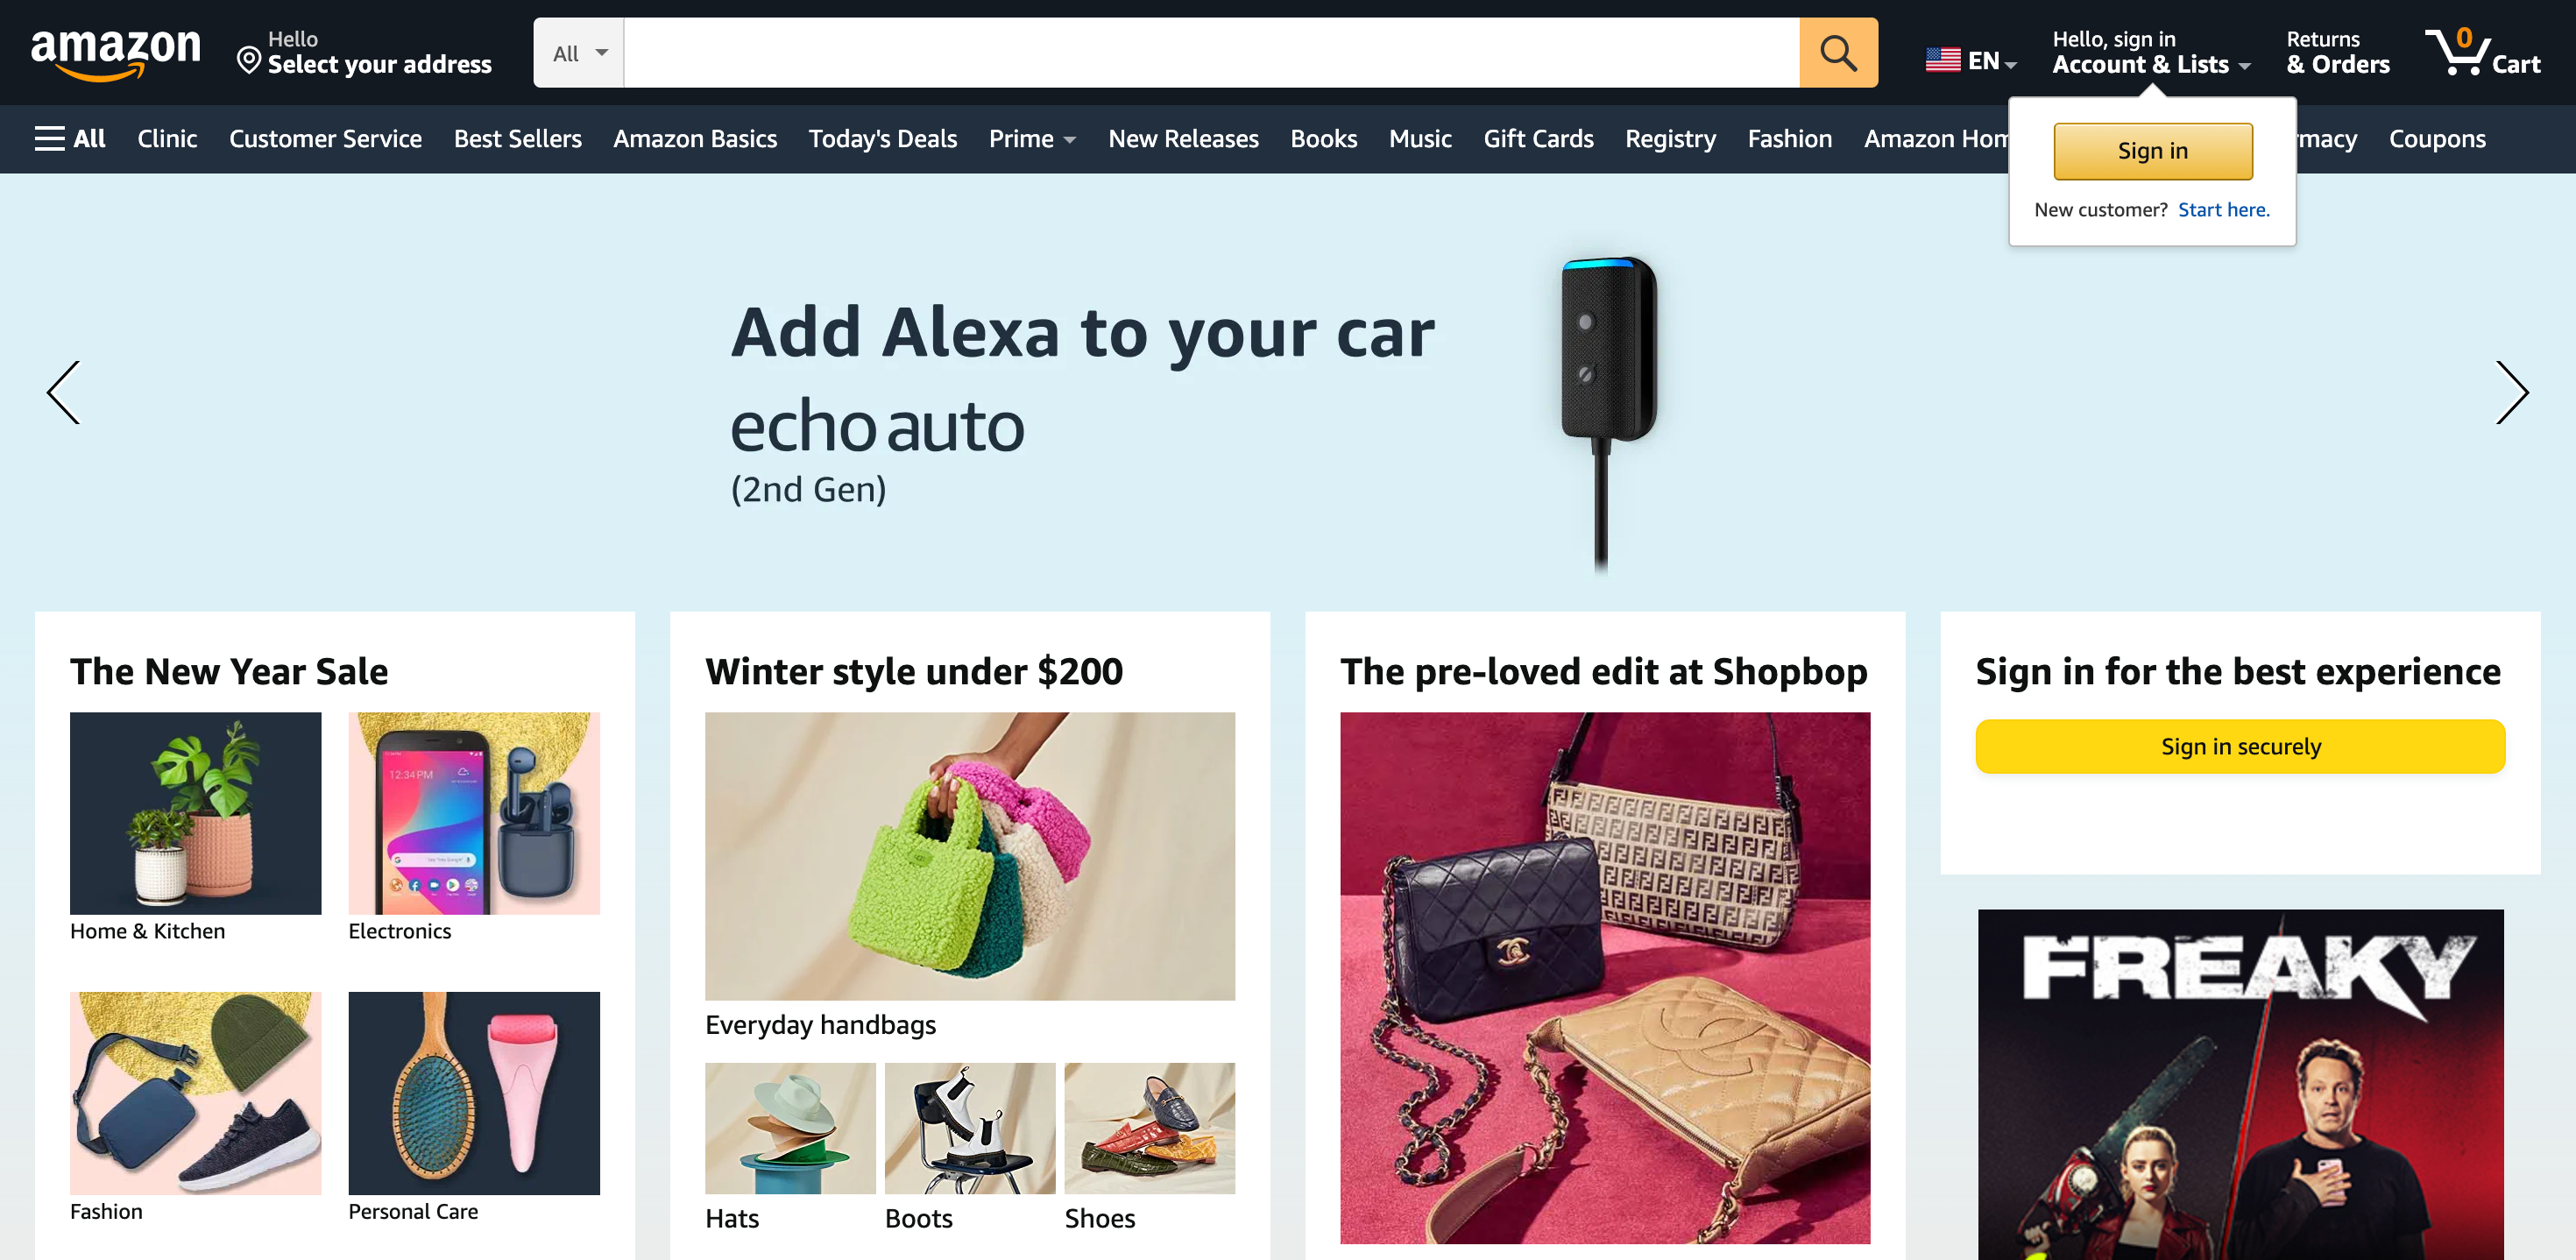 amazon
Hello
Select your address
All
EN
Hello, sign in
Account & Lists
Returns
& Orders
0
Cart
All
Clinic
Customer Service
Best Sellers
Amazon Basics
Today's Deals
Prime
New Releases
Books
Music
Gift Cards
Registry
Fashion
Amazon Hom
macy
Coupons
Sign in
New customer? Start here.
Add Alexa to your car
echo auto
(2nd Gen)
The New Year Sale
12:34 PM
Home & Kitchen
Electronics
Fashion
Personal Care
Winter style under $200
Everyday handbags
Hats
Boots
Shoes
The pre-loved edit at Shopbop
Sign in for the best experience
Sign in securely
FREAKY